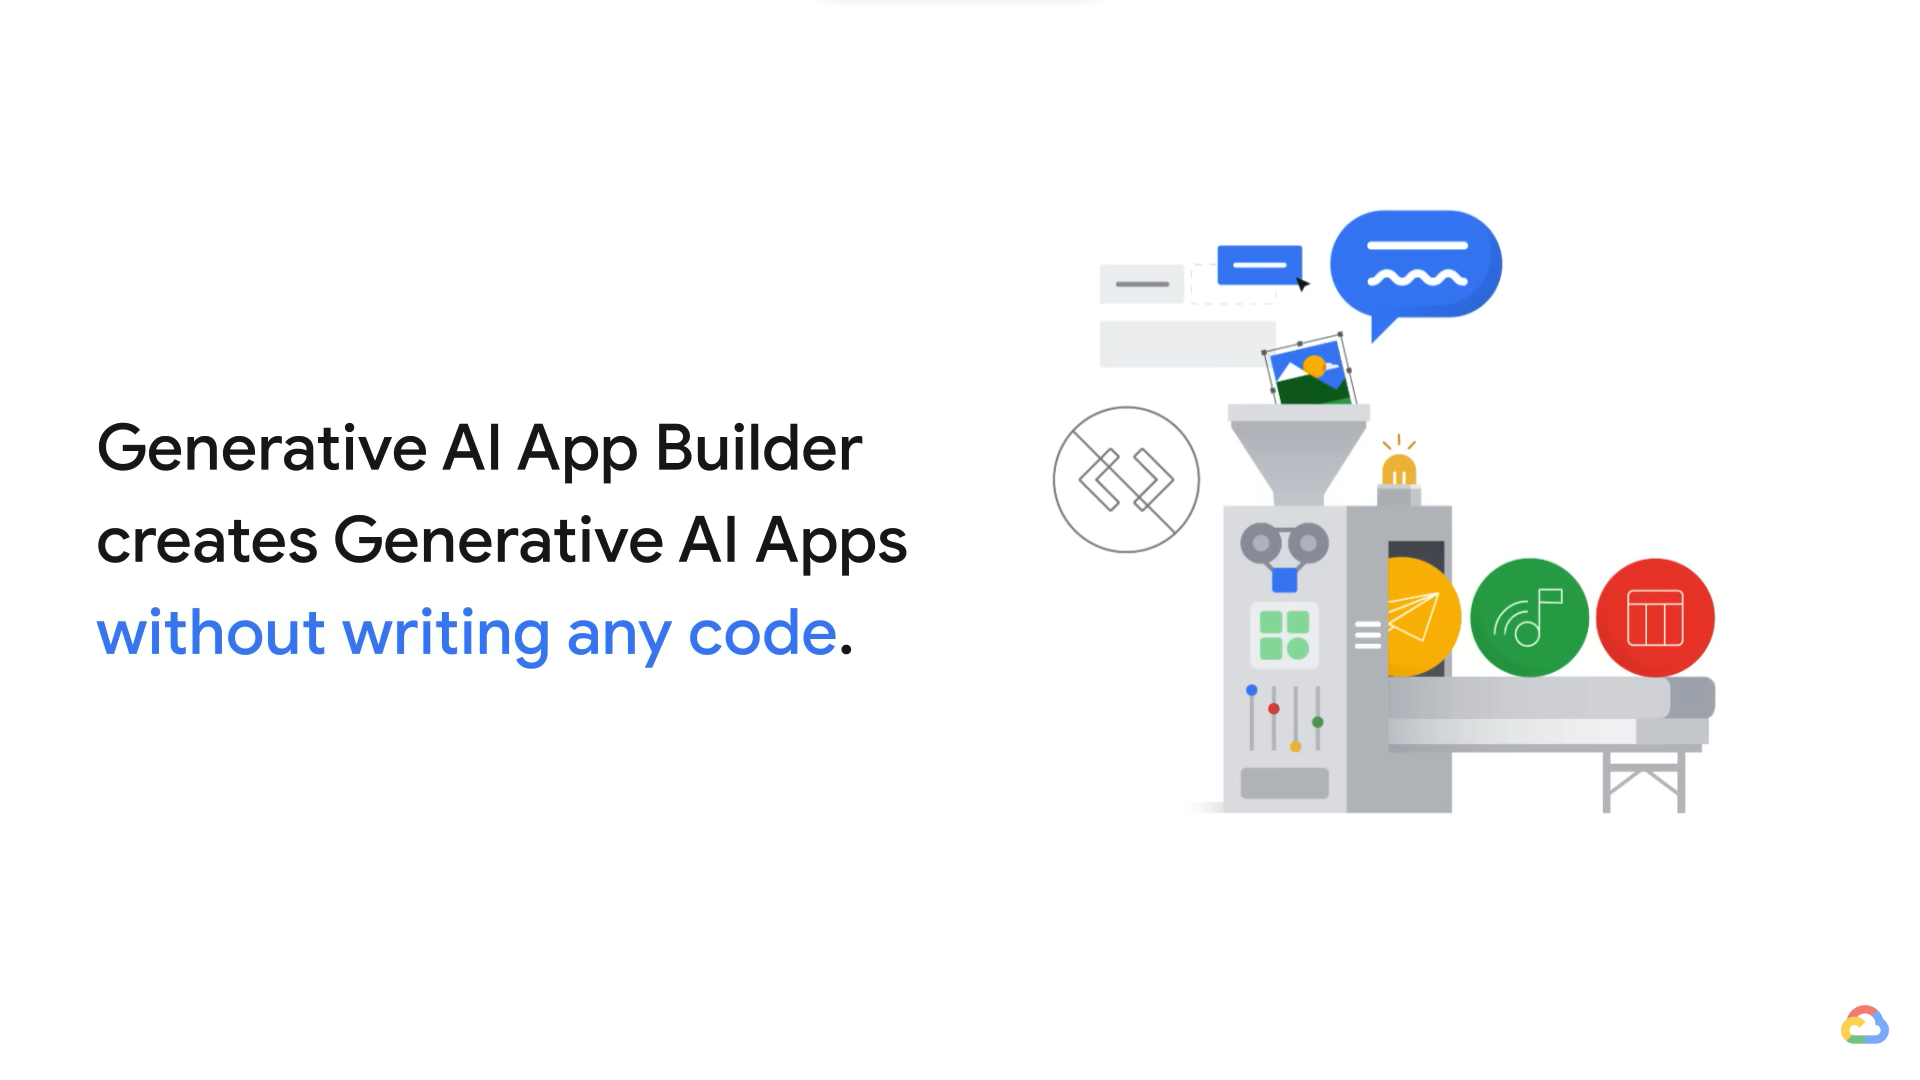 Generative AI App Builder
creates Generative AI Apps
without writing any code.